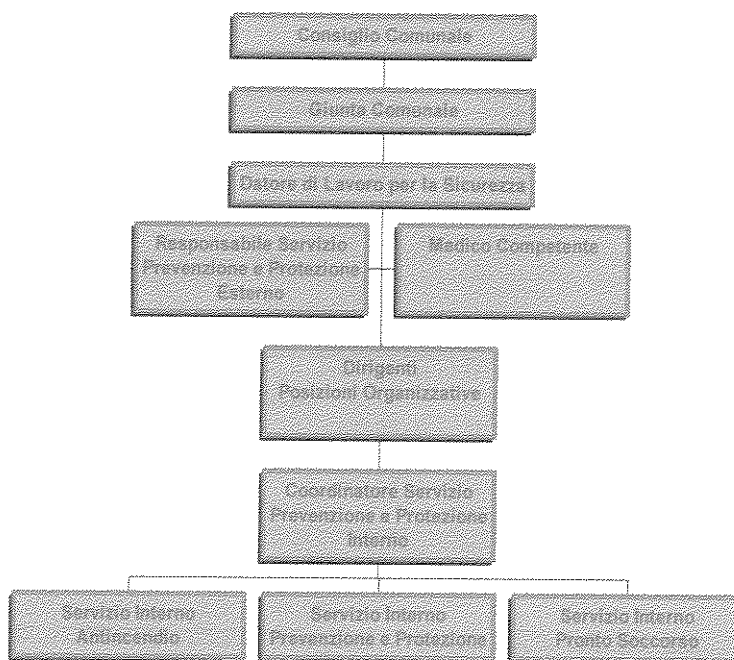 Consiglio Comunale
Giunta Comunale
Datore di Lavoro per la Sicurezza
Responsabile Servizio
Prevenzione e Protezione
Esterno
Medico Competente
Dirigenti
Posizioni Organizzative
Coordinatore Servizio
Prevenzione e Protezione
Interno
Servizio Interno
Antincendio
Servizio Interno
Prevenzione e Protezione
Servizio Interno
Pronto Soccorso